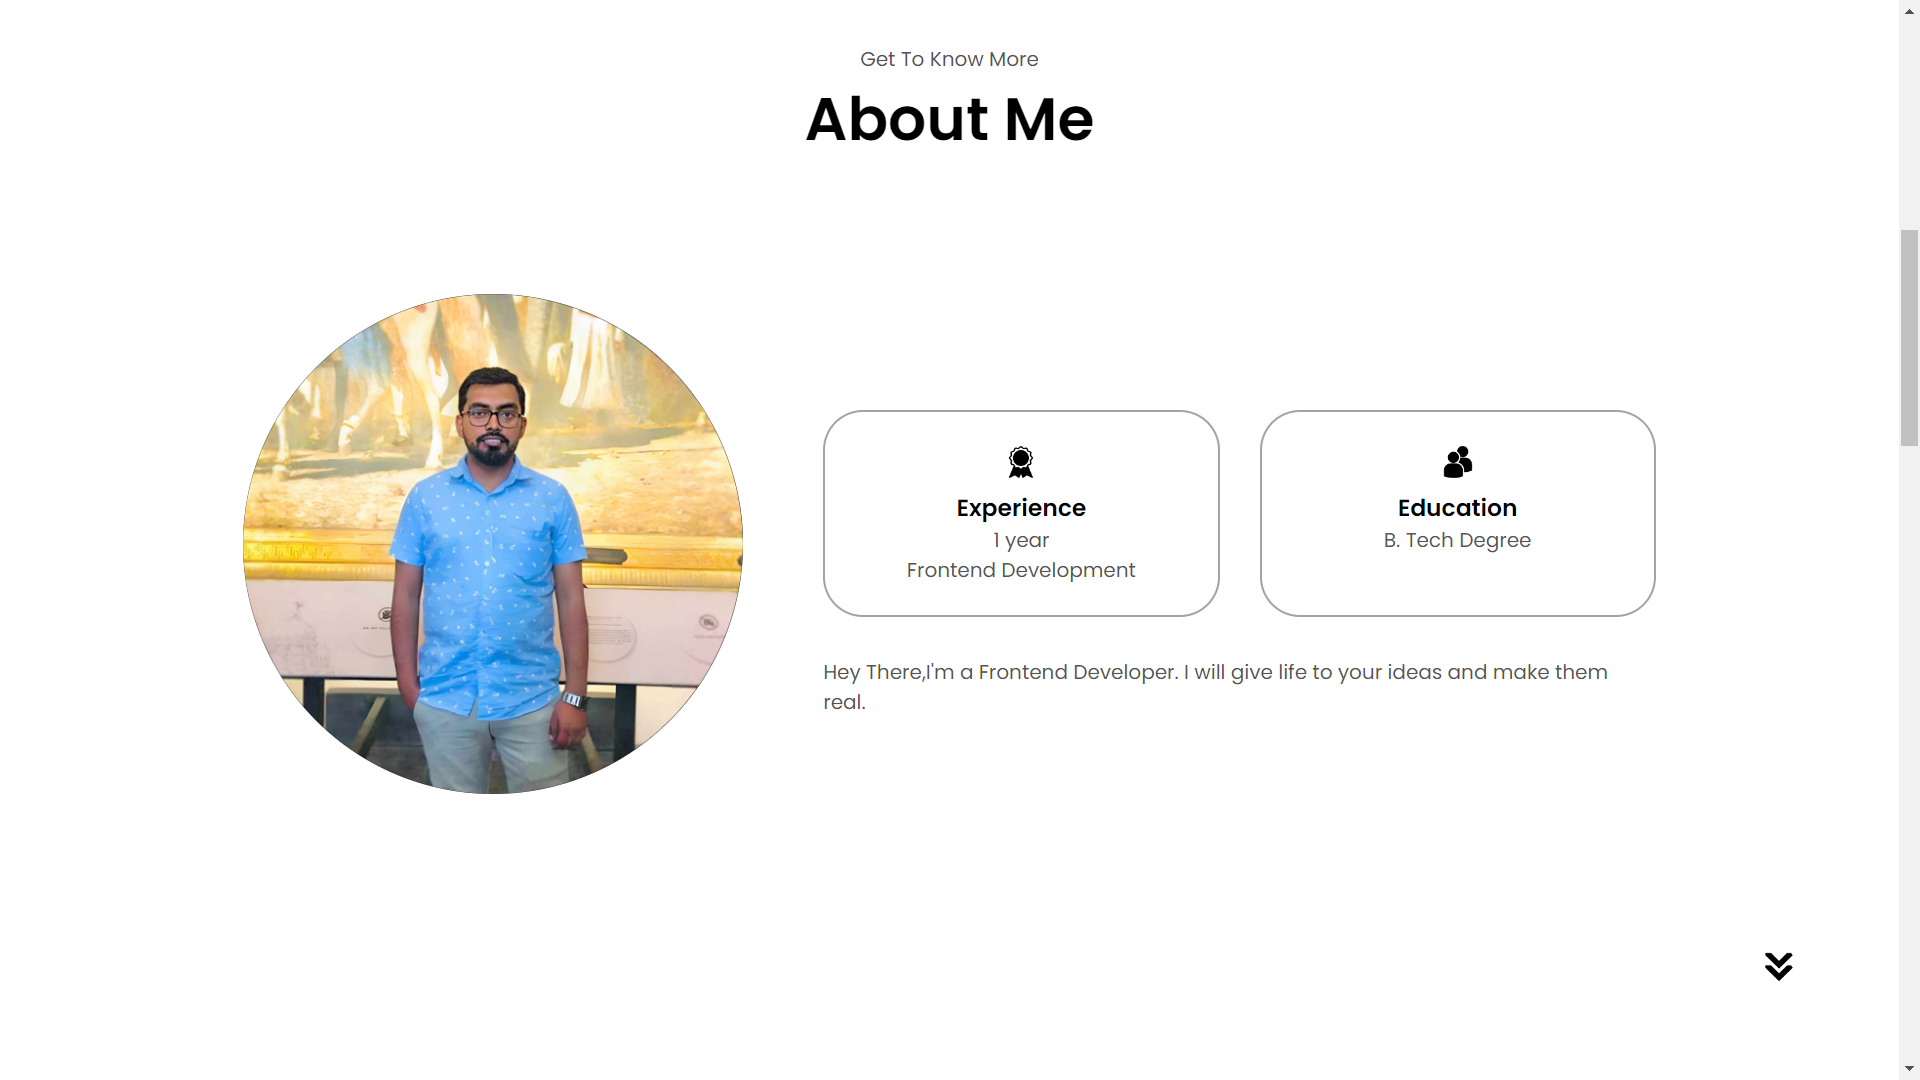 Get To Know More
About Me
Experience
1 year
Frontend Development
Education
B. Tech Degree
Hey There,I'm a Frontend Developer. I will give life to your ideas and make them
real.